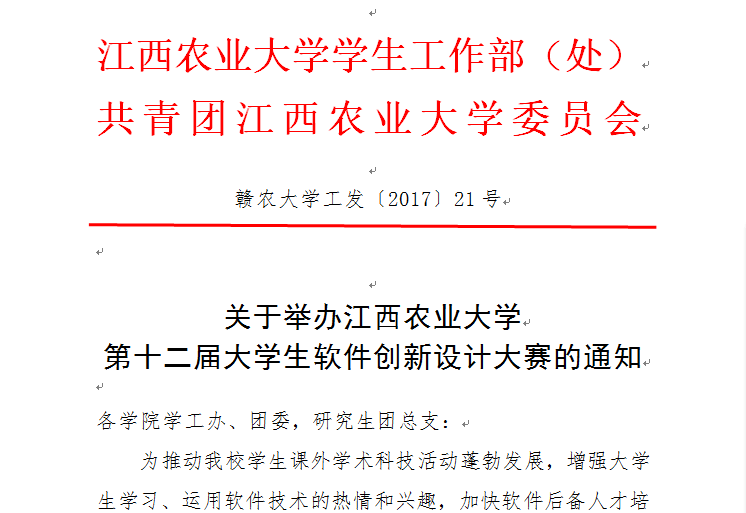 江西农业大学学生工作部（处）
共青团江西农业大学委员会
赣农大学工发〔2017〕21 号
关于举办江西农业大学
第十二届大学生软件创新设计大赛的通知
各学院学工办、团委，研究生团总支：
为推动我校学生课外学术科技活动蓬勃发展，增强大学
生学习、运用软件技术的热情和兴趣，加快软件后备人才培